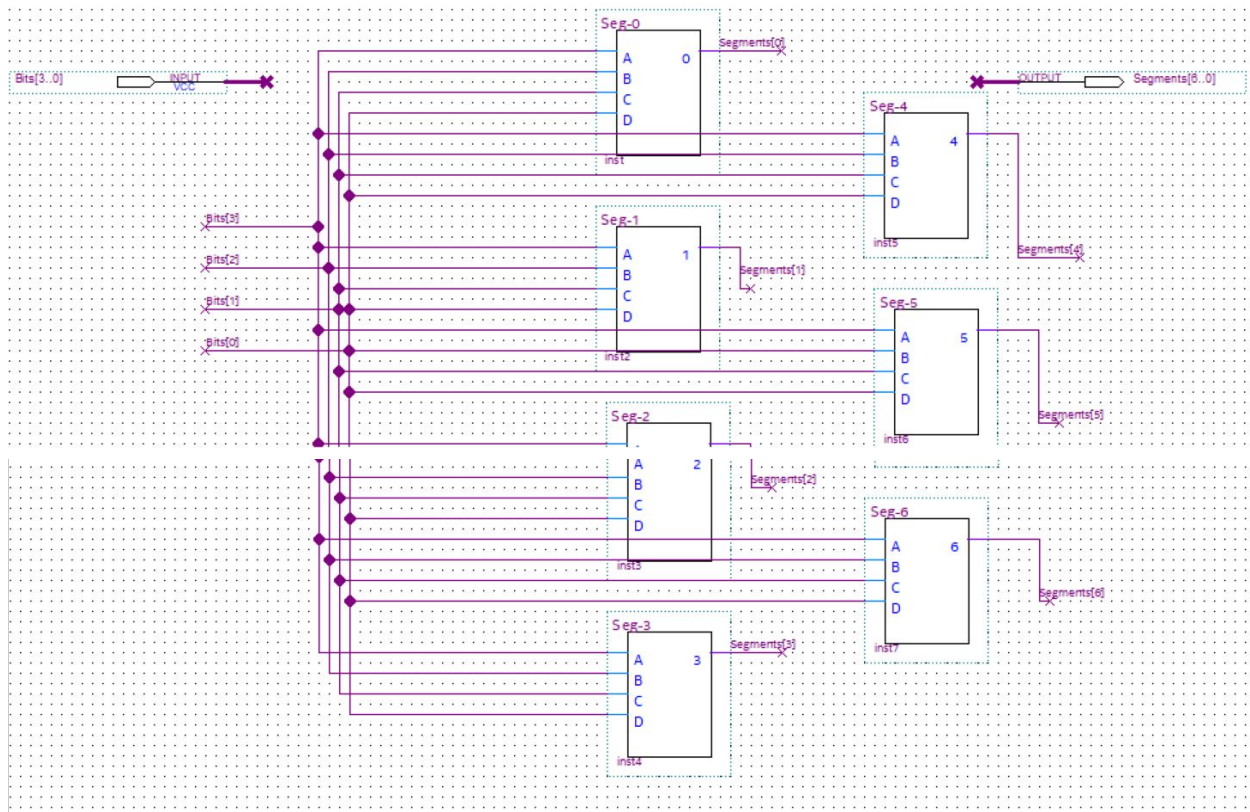 Seg-0
Segments[0]
A 0
B
C
D
inst
Bits[3..0]
INPUT
VCC
OUTPUT
Segments[6..0]
Seg-4
A 4
B
C
D
inst5
Segments[4]
Bits[3]
Bits[2]
Bits[1]
Bits[0]
Seg-1
A 1
B
C
D
inst2
Segments[1]
Seg-5
A 5
B
C
D
inst6
Segments[5]
Seg-2
A 2
B
C
D
inst3
Segments[2]
Seg-6
A 6
B
C
D
inst7
Segments[6]
Seg-3
A 3
B
C
D
inst4
Segments[3]